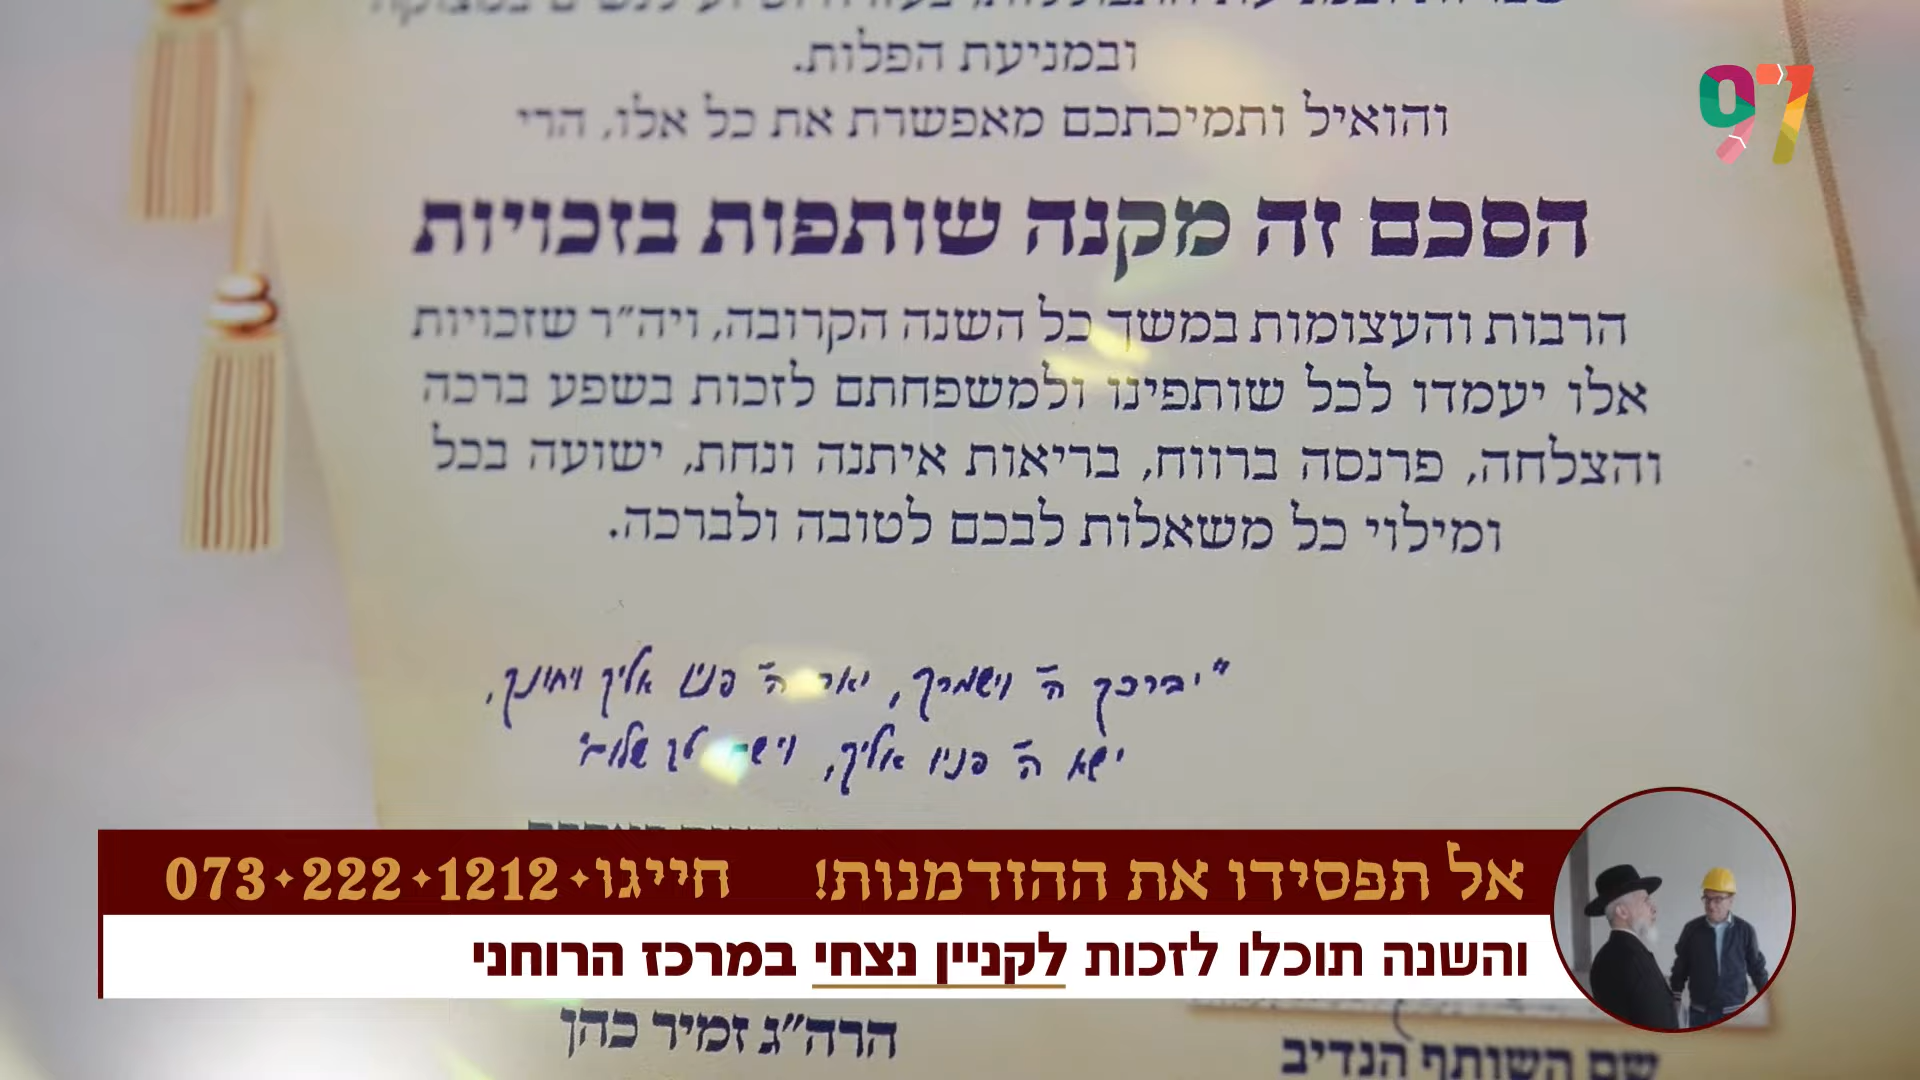 ובמניעת הפלות.
97
והואיל ותמיכתכם מאפשרת את כל אלו, הרי
הסכם זה מקנה שותפות בזכויות
הרבות והעצומות במשך כל השנה הקרובה, ויה"ר שזכויות
אלו יעמדו לכל שותפינו ולמשפחתם לזכות בשפע ברכה
והצלחה, פרנסה ברווח, בריאות איתנה ונחת, ישועה בכל
ומילוי כל משאלות לבכם לטובה ולברכה.
"יברכך ה' וישמרך, יאר ה' פניו אליך ויחונך,
ישא ה' פניו אליך, וישם לך שלום"
אל תפסידו את ההזדמנות! חייגו 073 222 1212
והשנה תוכלו לזכות לקניין נצחי במרכז הרוחני
הרה"ג זמיר כהן
שם השותף הנדיב